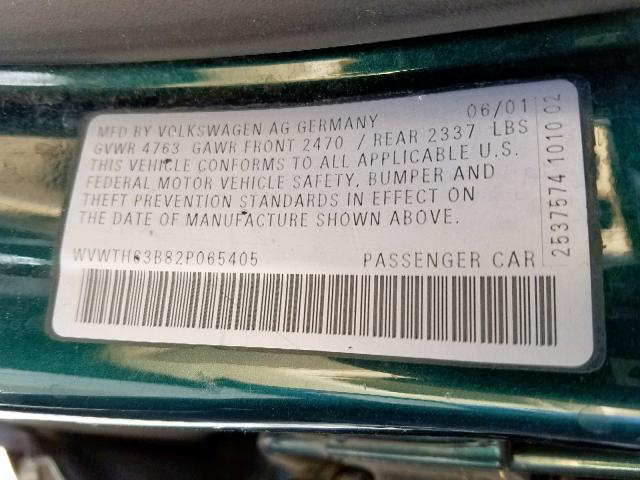 06/01
MFD BY VOLKSWAGEN AG GERMANY
GVWR 4763 GAWR FRONT 2470 / REAR 2337 LBS
THIS VEHICLE CONFORMS TO ALL APPLICABLE U.S.
FEDERAL MOTOR VEHICLE SAFETY, BUMPER AND
THEFT PREVENTION STANDARDS IN EFFECT ON
THE DATE OF MANUFACTURE SHOWN ABOVE.
WVWTH63B82P065405 PASSENGER CAR
2537574 1010 02